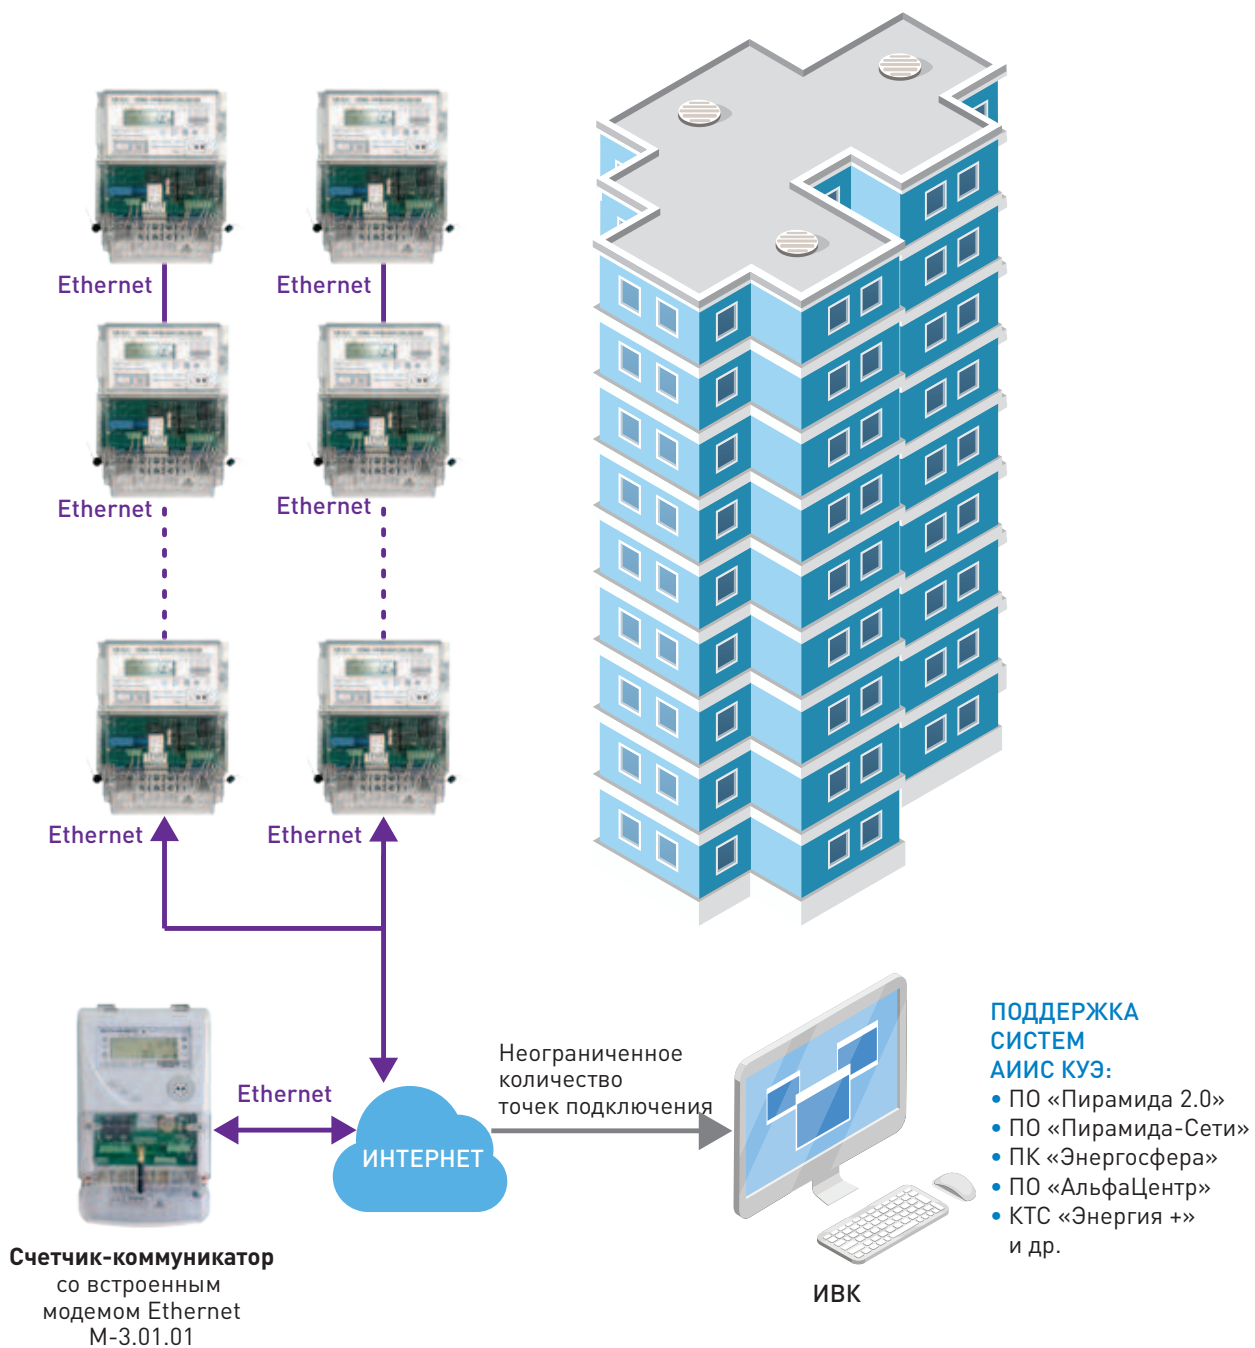 Ethernet
Ethernet
Ethernet
Ethernet
Ethernet
Ethernet
Ethernet
ИНТЕРНЕТ
Неограниченное
количество
точек подключения
ПОДДЕРЖКА
СИСТЕМ
АИИС КУЭ:
• ПО «Пирамида 2.0»
• ПО «Пирамида-Сети»
• ПК «Энергосфера»
• ПО «АльфаЦентр»
• КТС «Энергия +»
и др.
ИВК
Счетчик-коммуникатор
со встроенным
модемом Ethernet
М-3.01.01